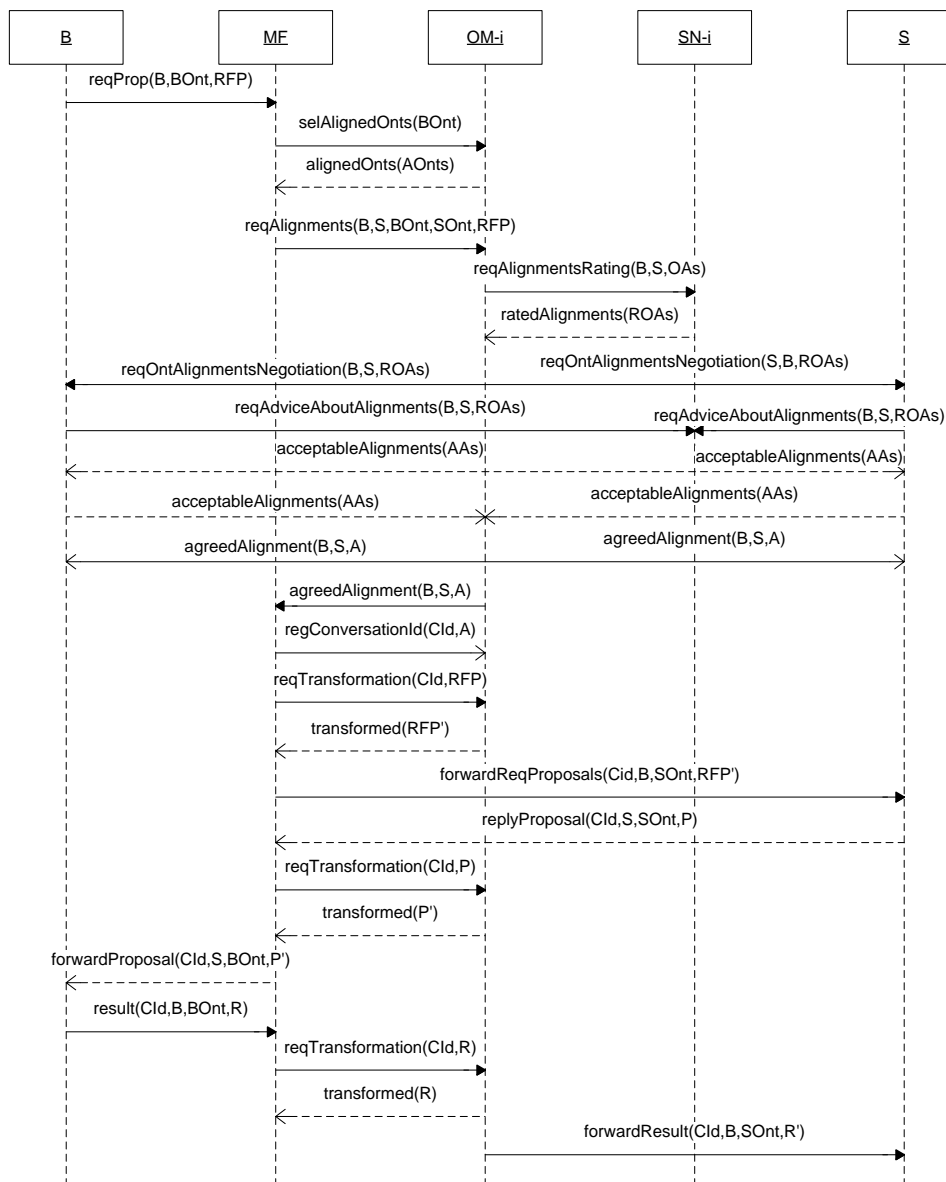 B
MF
OM-i
SN-i
S
reqProp(B,BOnt,RFP)
selAlignedOnts(BOnt)
alignedOnts(AOnts)
reqAlignments(B,S,BOnt,SOnt,RFP)
reqAlignmentsRating(B,S,OAs)
ratedAlignments(ROAs)
reqOntAlignmentsNegotiation(B,S,ROAs)
reqOntAlignmentsNegotiation(S,B,ROAs)
reqAdviceAboutAlignments(B,S,ROAs)
reqAdviceAboutAlignments(B,S,ROAs)
acceptableAlignments(AAs)
acceptableAlignments(AAs)
acceptableAlignments(AAs)
acceptableAlignments(AAs)
agreedAlignment(B,S,A)
agreedAlignment(B,S,A)
agreedAlignment(B,S,A)
regConversationId(CId,A)
reqTransformation(CId,RFP)
transformed(RFP')
forwardReqProposals(Cid,B,SOnt,RFP')
replyProposal(CId,S,SOnt,P)
reqTransformation(CId,P)
transformed(P')
forwardProposal(CId,S,BOnt,P')
result(CId,B,BOnt,R)
reqTransformation(CId,R)
transformed(R)
forwardResult(CId,B,SOnt,R')